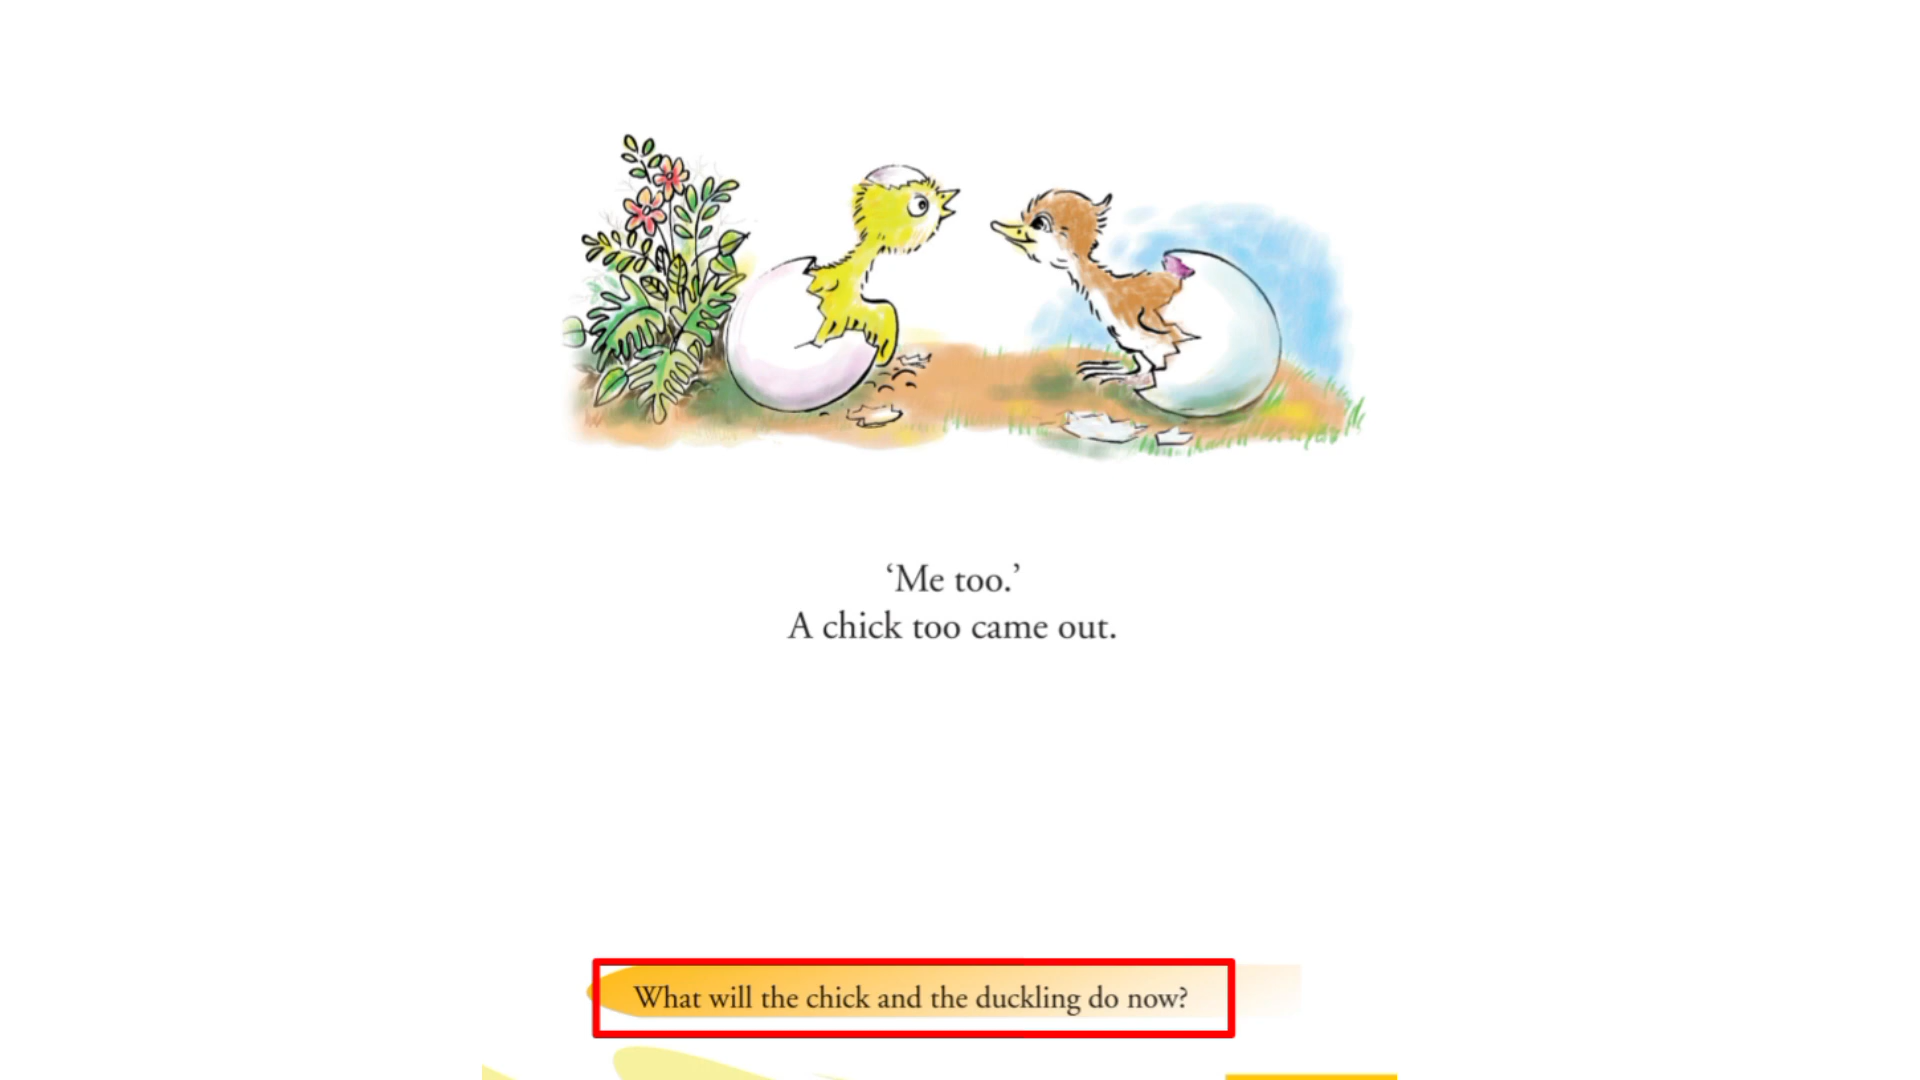 ‘Me too.’
A chick too came out.
What will the chick and the duckling do now?